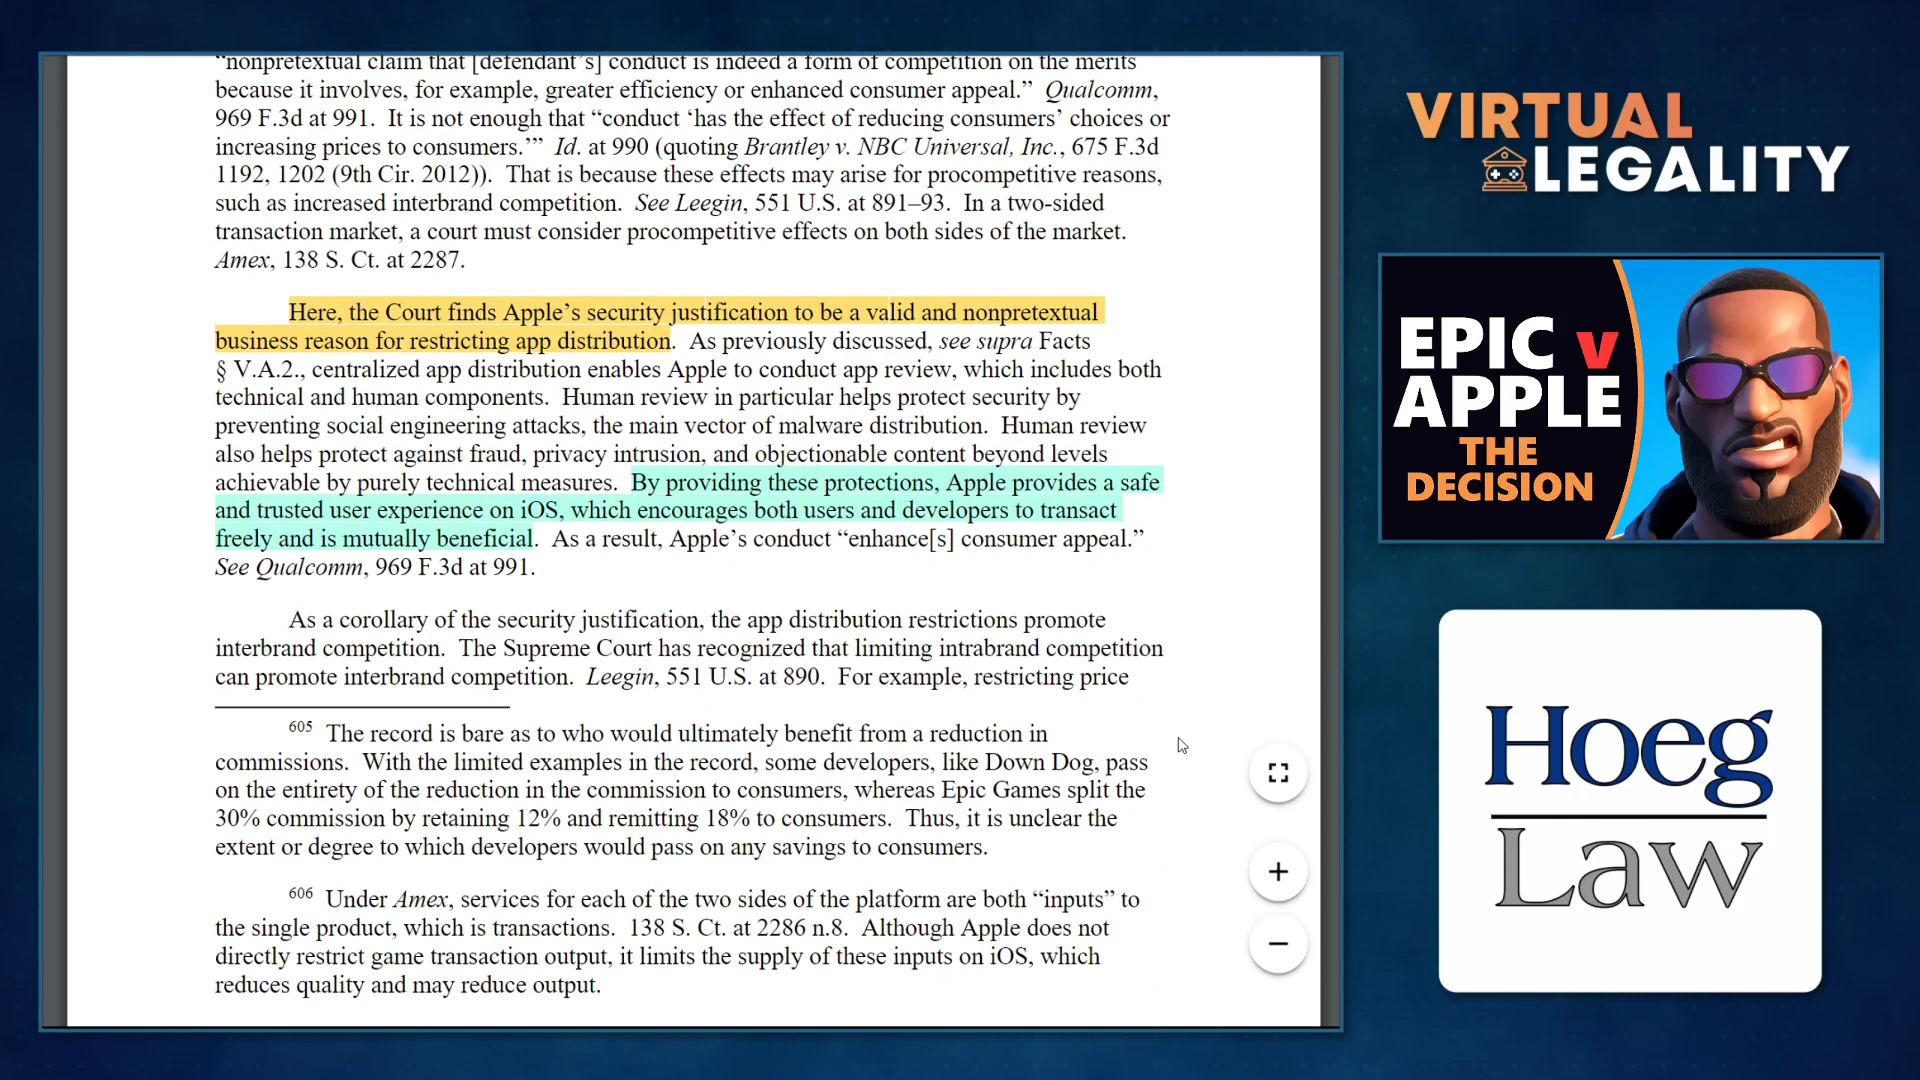 “nonpretextual claim that [defendant’s] conduct is indeed a form of competition on the merits
because it involves, for example, greater efficiency or enhanced consumer appeal.”  Qualcomm,
969 F.3d at 991.  It is not enough that “conduct ‘has the effect of reducing consumers’ choices or
increasing prices to consumers.’”  Id. at 990 (quoting Brantley v. NBC Universal, Inc., 675 F.3d
1192, 1202 (9th Cir. 2012)).  That is because these effects may arise for procompetitive reasons,
such as increased interbrand competition.  See Leegin, 551 U.S. at 891–93.  In a two-sided
transaction market, a court must consider procompetitive effects on both sides of the market.
Amex, 138 S. Ct. at 2287.
Here, the Court finds Apple’s security justification to be a valid and nonpretextual
business reason for restricting app distribution.  As previously discussed, see supra Facts
§ V.A.2., centralized app distribution enables Apple to conduct app review, which includes both
technical and human components.  Human review in particular helps protect security by
preventing social engineering attacks, the main vector of malware distribution.  Human review
also helps protect against fraud, privacy intrusion, and objectionable content beyond levels
achievable by purely technical measures.  By providing these protections, Apple provides a safe
and trusted user experience on iOS, which encourages both users and developers to transact
freely and is mutually beneficial.  As a result, Apple’s conduct “enhance[s] consumer appeal.”
See Qualcomm, 969 F.3d at 991.
As a corollary of the security justification, the app distribution restrictions promote
interbrand competition.  The Supreme Court has recognized that limiting intrabrand competition
can promote interbrand competition.  Leegin, 551 U.S. at 890.  For example, restricting price
605  The record is bare as to who would ultimately benefit from a reduction in
commissions.  With the limited examples in the record, some developers, like Down Dog, pass
on the entirety of the reduction in the commission to consumers, whereas Epic Games split the
30% commission by retaining 12% and remitting 18% to consumers.  Thus, it is unclear the
extent or degree to which developers would pass on any savings to consumers.
606  Under Amex, services for each of the two sides of the platform are both “inputs” to
the single product, which is transactions.  138 S. Ct. at 2286 n.8.  Although Apple does not
directly restrict game transaction output, it limits the supply of these inputs on iOS, which
reduces quality and may reduce output.
VIRTUAL
LEGALITY
EPIC v
APPLE
THE
DECISION
Hoeg
Law